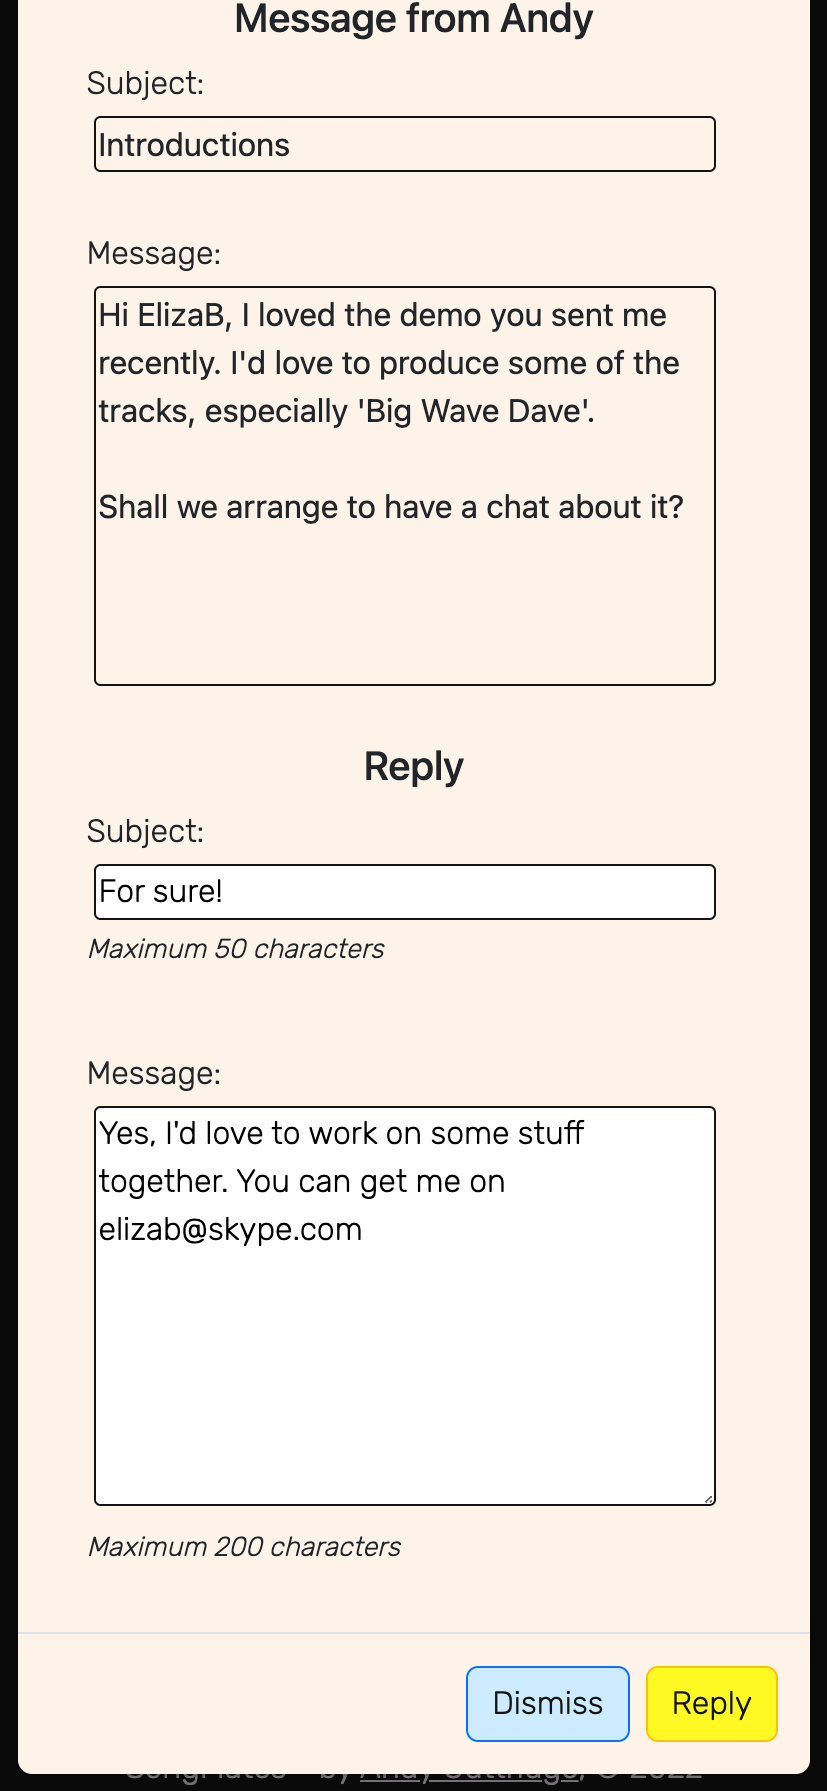 Message from Andy
Subject:
Introductions
Message:
Hi ElizaB, I loved the demo you sent me
recently. I'd love to produce some of the
tracks, especially 'Big Wave Dave'.
Shall we arrange to have a chat about it?
Reply
Subject:
For sure!
Maximum 50 characters
Message:
Yes, I'd love to work on some stuff
together. You can get me on
elizab@skype.com
Maximum 200 characters
Dismiss
Reply
by Andy